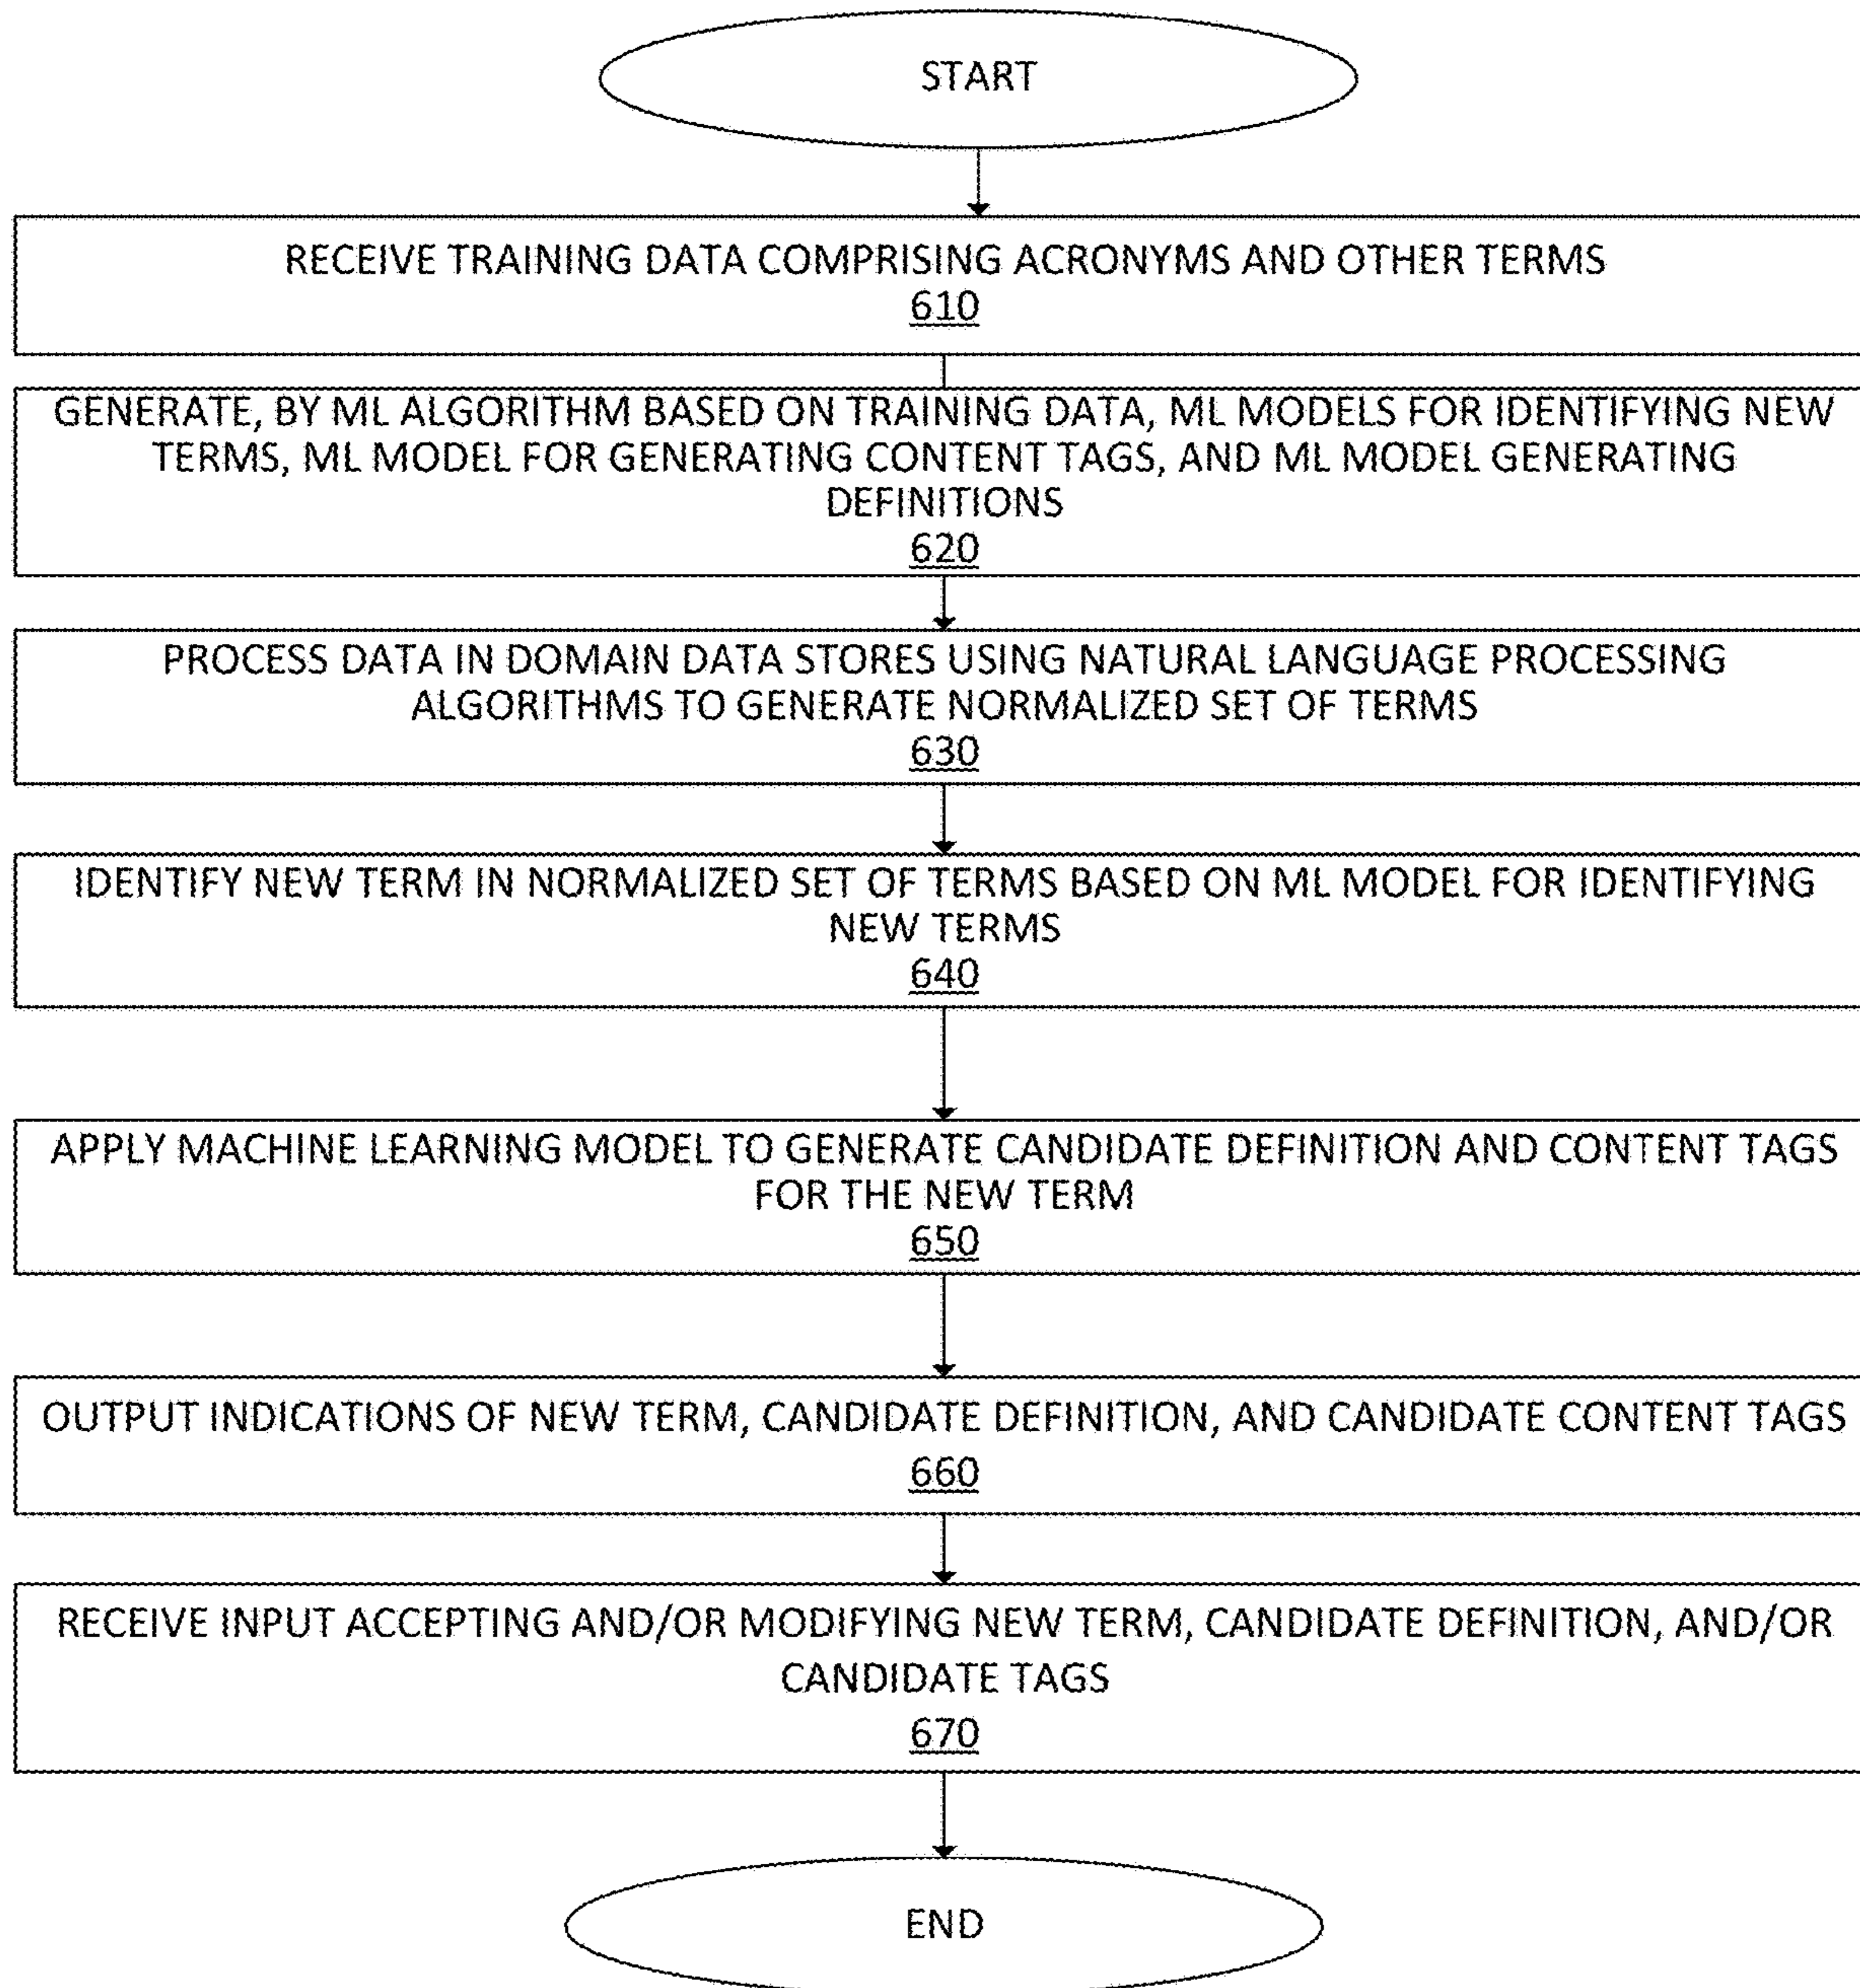 START
RECEIVE TRAINING DATA COMPRISING ACRONYMS AND OTHER TERMS
610
GENERATE, BY ML ALGORITHM BASED ON TRAINING DATA, ML MODELS FOR IDENTIFYING NEW
TERMS, ML MODEL FOR GENERATING CONTENT TAGS, AND ML MODEL GENERATING
DEFINITIONS
620
PROCESS DATA IN DOMAIN DATA STORES USING NATURAL LANGUAGE PROCESSING
ALGORITHMS TO GENERATE NORMALIZED SET OF TERMS
630
IDENTIFY NEW TERM IN NORMALIZED SET OF TERMS BASED ON ML MODEL FOR IDENTIFYING
NEW TERMS
640
APPLY MACHINE LEARNING MODEL TO GENERATE CANDIDATE DEFINITION AND CONTENT TAGS
FOR THE NEW TERM
650
OUTPUT INDICATIONS OF NEW TERM, CANDIDATE DEFINITION, AND CANDIDATE CONTENT TAGS
660
RECEIVE INPUT ACCEPTING AND/OR MODIFYING NEW TERM, CANDIDATE DEFINITION, AND/OR
CANDIDATE TAGS
670
END